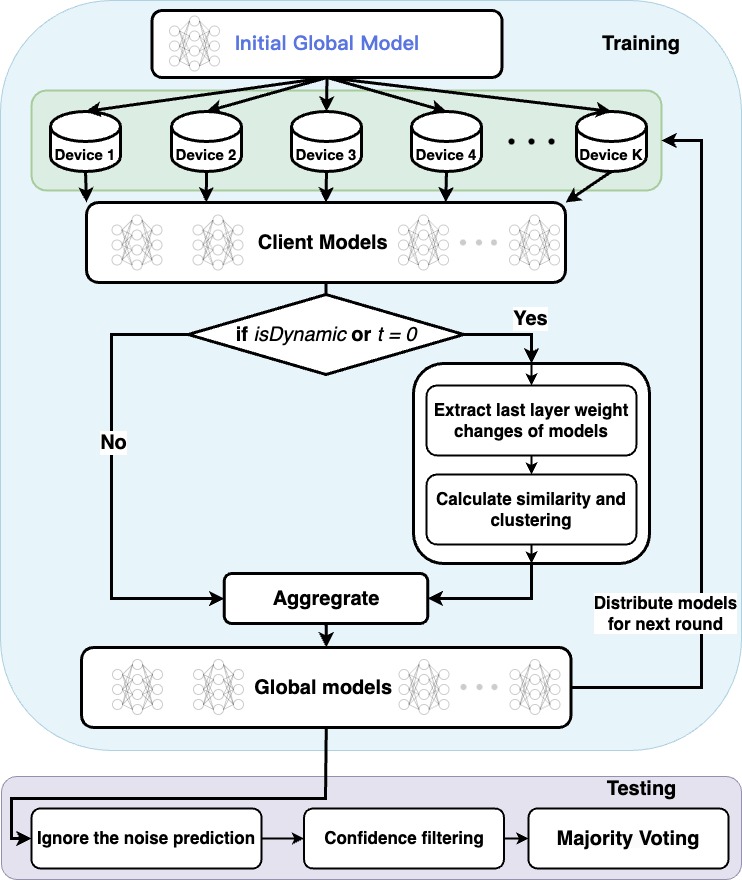 Initial Global Model
Training
Device 1
Device 2
Device 3
Device 4
Device K
Client Models
if isDynamic or t = 0
Yes
No
Extract last layer weight
changes of models
Calculate similarity and
clustering
Aggregrate
Distribute models
for next round
Global models
Testing
Ignore the noise prediction
Confidence filtering
Majority Voting